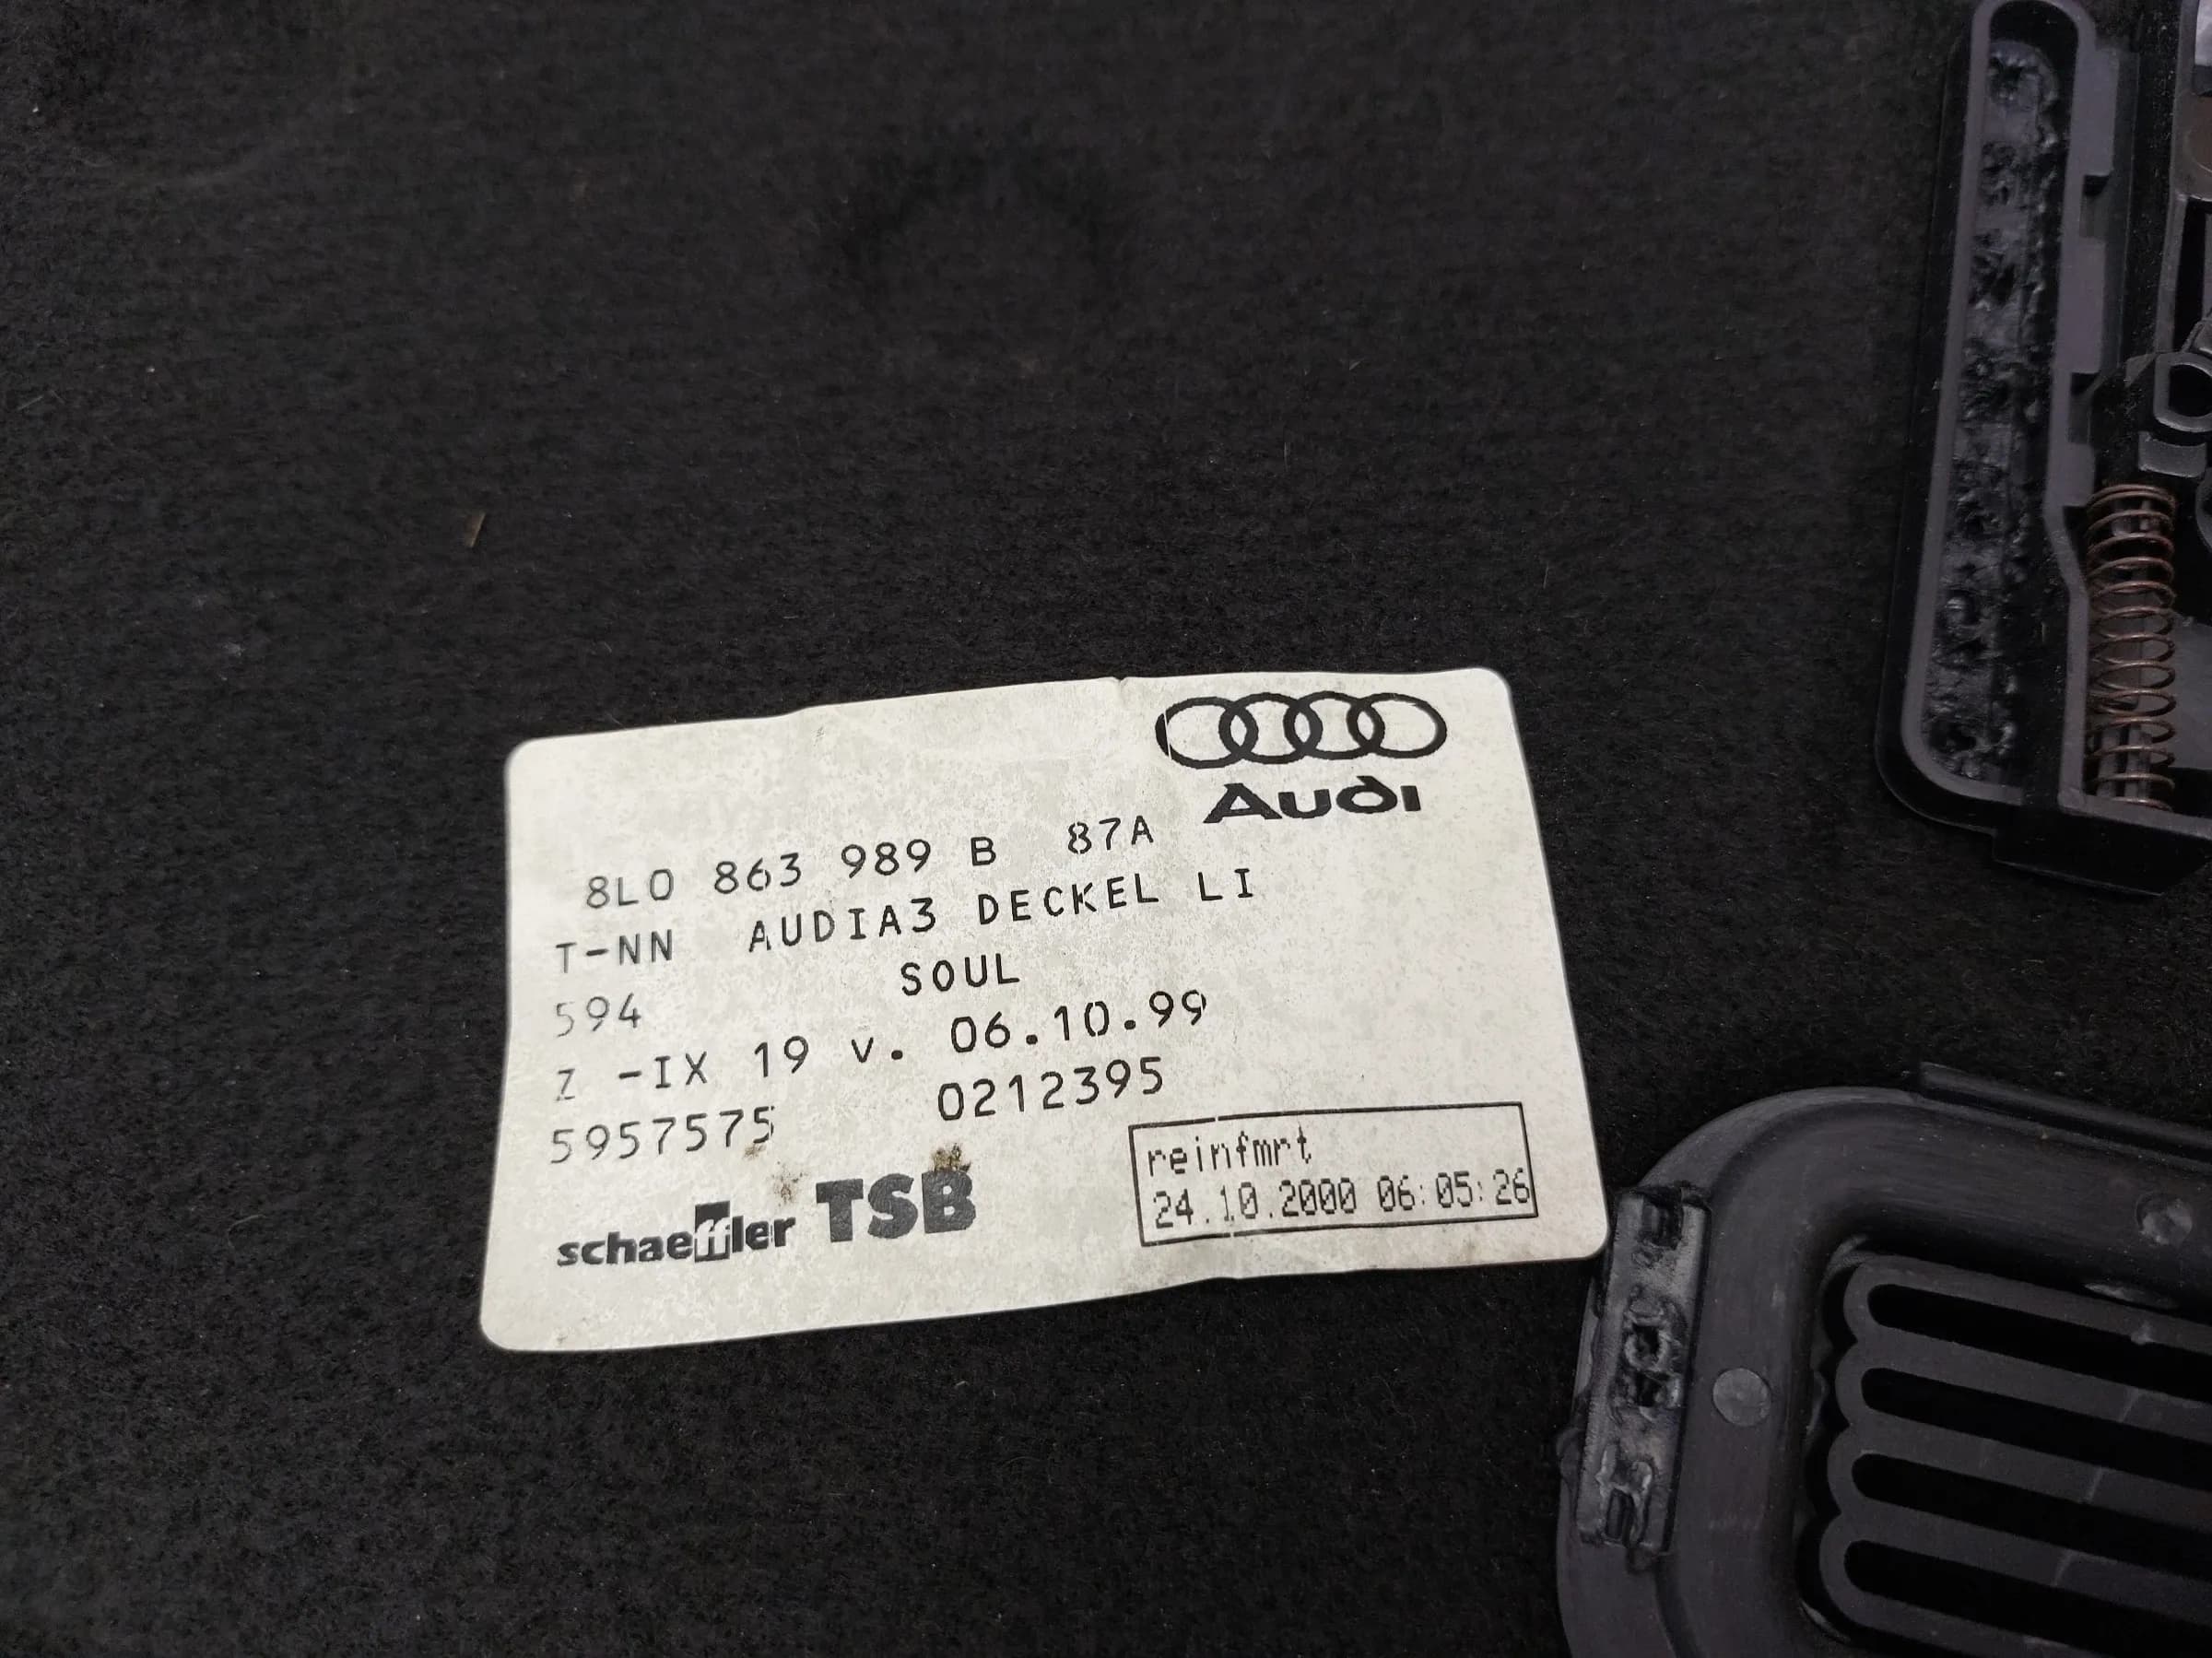 Audi
8L0 863 989 B 87A
T-NN AUDIA3 DECKEL LI
594 SOUL
Z -IX 19 v. 06.10.99
5957575 0212395
schaeffler TSB
reinfmrt
24.10.2000 06:05:26